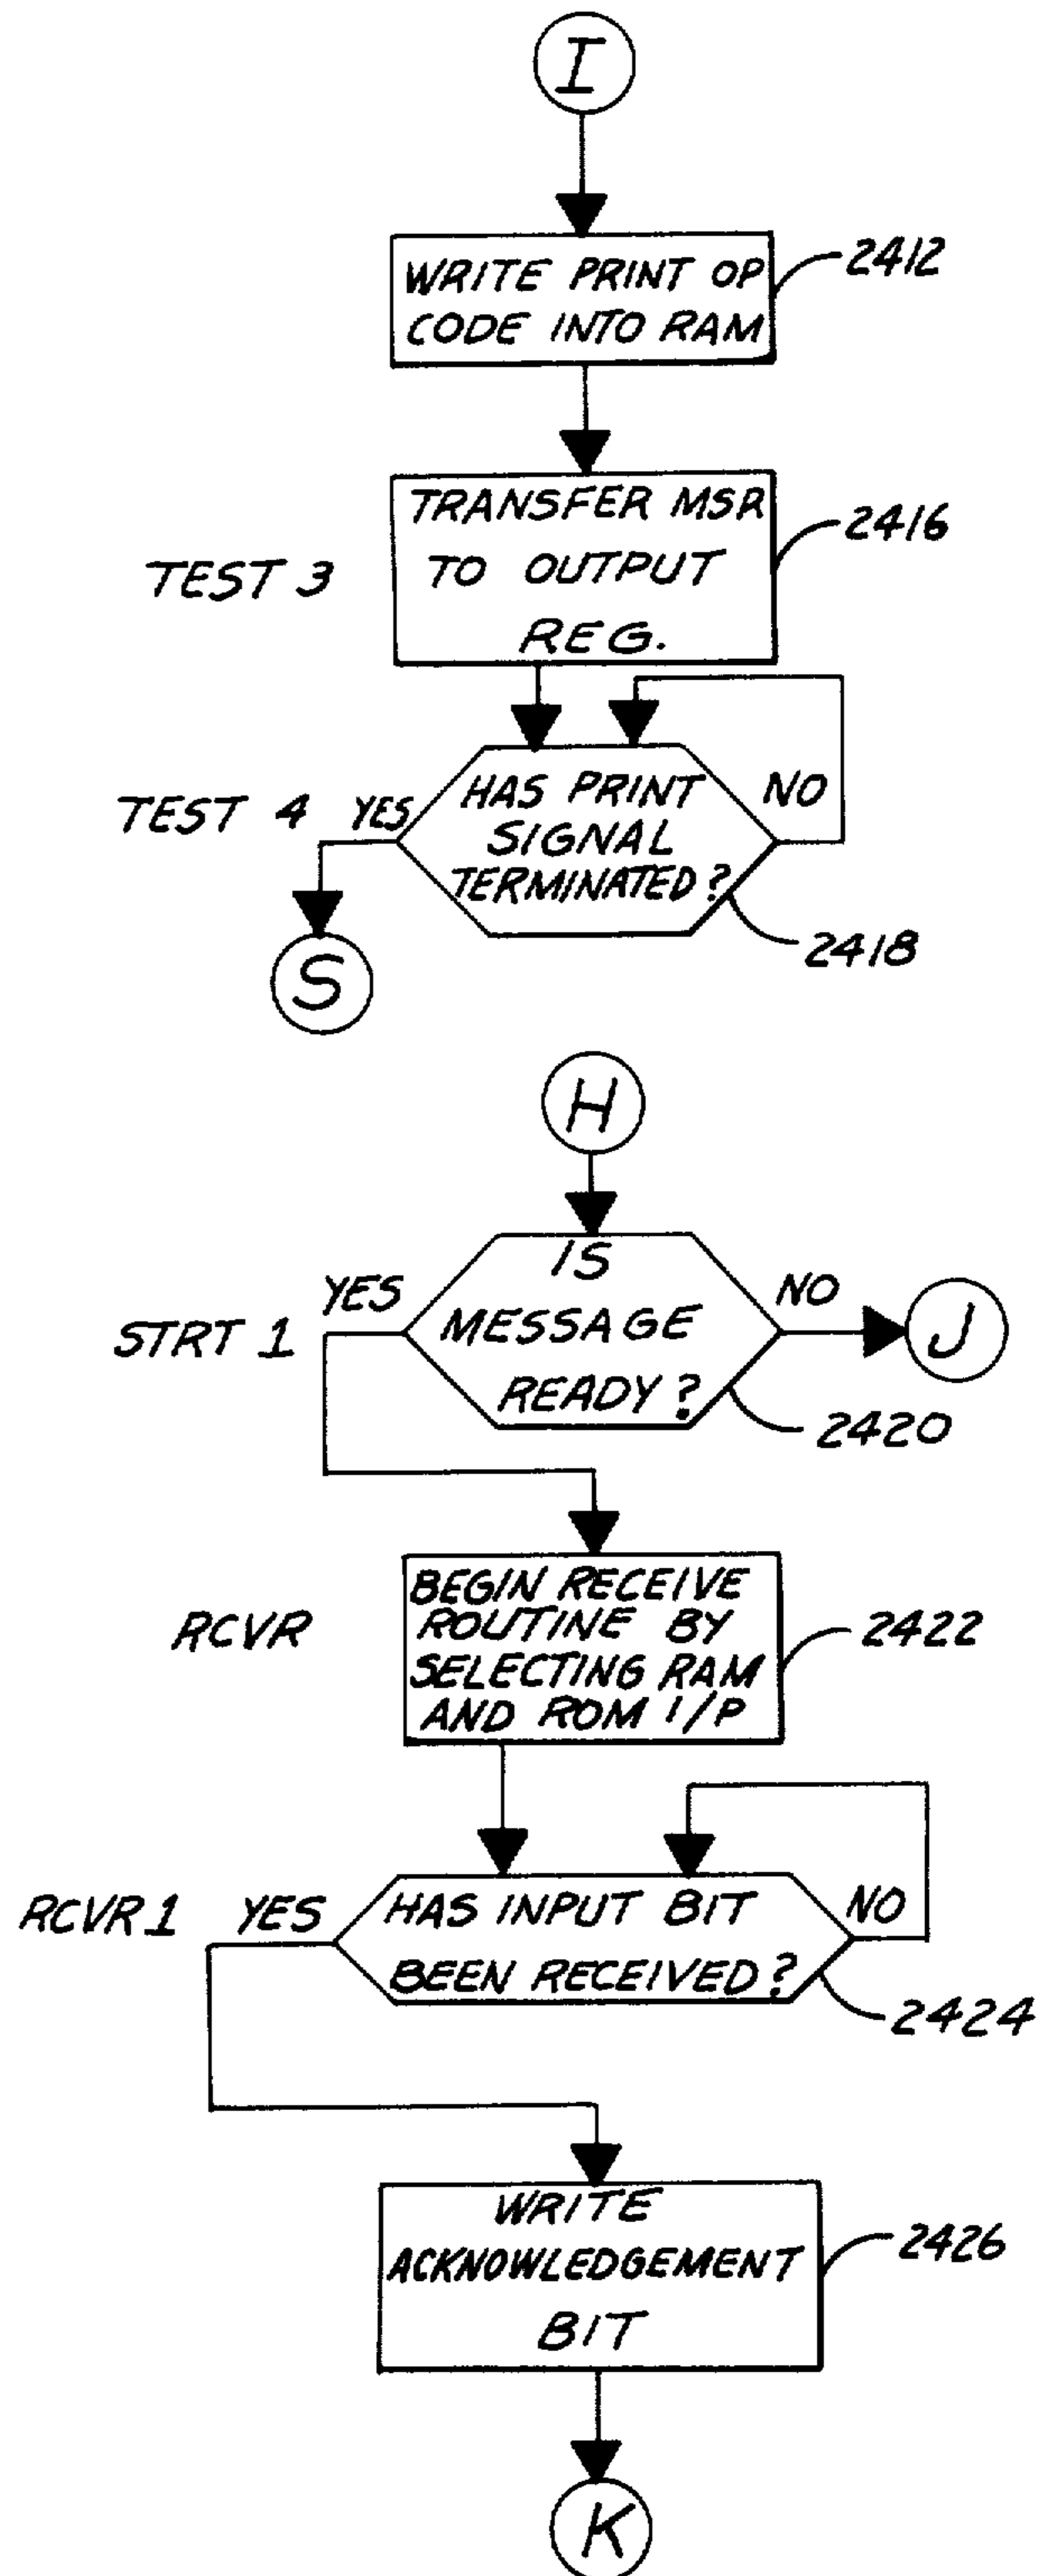 I
WRITE PRINT OP
CODE INTO RAM
2412
TEST 3
TRANSFER MSR
TO OUTPUT
REG.
2416
TEST 4
YES
HAS PRINT
SIGNAL
TERMINATED?
NO
2418
S
H
STRT 1
YES
IS
MESSAGE
READY?
NO
J
2420
RCVR
BEGIN RECEIVE
ROUTINE BY
SELECTING RAM
AND ROM I/P
2422
RCVR1
YES
HAS INPUT BIT
BEEN RECEIVED?
NO
2424
WRITE
ACKNOWLEDGEMENT
BIT
2426
K